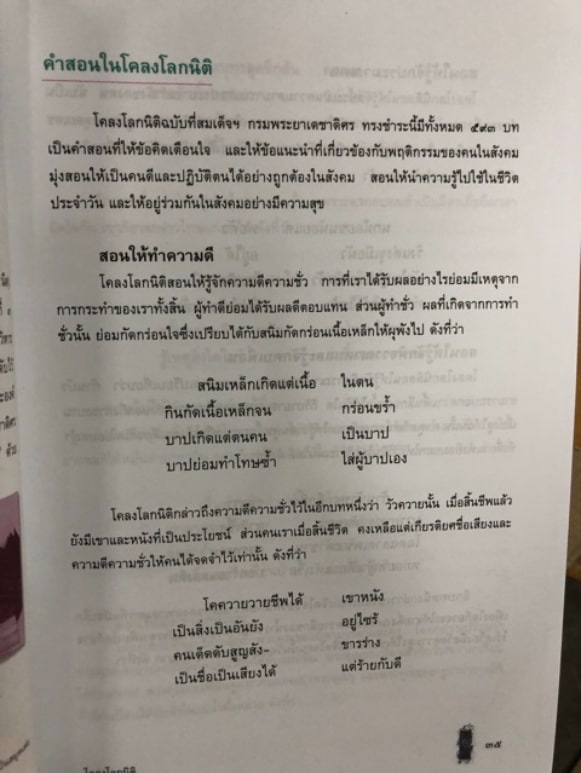 คำสอนในโคลงโลกนิติ
โคลงโลกนิติฉบับที่สมเด็จฯ กรมพระยาเดชาดิศร ทรงชำระนี้มีทั้งหมด ๕๙๓ บท
เป็นคำสอนที่ให้ข้อคิดเตือนใจ และให้ข้อแนะนำที่เกี่ยวข้องกับพฤติกรรมของคนในสังคม
มุ่งสอนให้เป็นคนดีและปฏิบัติตนได้อย่างถูกต้องในสังคม สอนให้นำความรู้ไปใช้ในชีวิต
ประจำวัน และให้อยู่ร่วมกันในสังคมอย่างมีความสุข
สอนให้ทำความดี
โคลงโลกนิติสอนให้รู้จักความดีความชั่ว การที่เราได้รับผลอย่างไรย่อมมีเหตุจาก
การกระทำของเราทั้งสิ้น ผู้ทำดีย่อมได้รับผลดีตอบแทน ส่วนผู้ทำชั่ว ผลที่เกิดจากการทำ
ชั่วนั้น ย่อมกัดกร่อนใจซึ่งเปรียบได้กับสนิมกัดกร่อนเนื้อเหล็กให้ผุพังไป ดังที่ว่า
สนิมเหล็กเกิดแต่เนื้อ ในตน
กินกัดเนื้อเหล็กจน กร่อนขร้ำ
บาปเกิดแต่ตนคน เป็นบาป
บาปย่อมทำโทษซ้ำ ใส่ผู้บาปเอง
โคลงโลกนิติกล่าวถึงความดีความชั่วไว้ในอีกบทหนึ่งว่า วัวควายนั้น เมื่อสิ้นชีพแล้ว
ยังมีเขาและหนังที่เป็นประโยชน์ ส่วนคนเราเมื่อสิ้นชีวิต คงเหลือแต่เกียรติยศชื่อเสียงและ
ความดีความชั่วให้คนได้จดจำไว้เท่านั้น ดังที่ว่า
โคควายวายชีพได้ เขาหนัง
เป็นสิ่งเป็นอันยัง อยู่ไซร้
คนเด็ดดับสูญสัง- ขารร่าง
เป็นชื่อเป็นเสียงได้ แต่ร้ายกับดี
๓๕
โคลงโลกนิติ